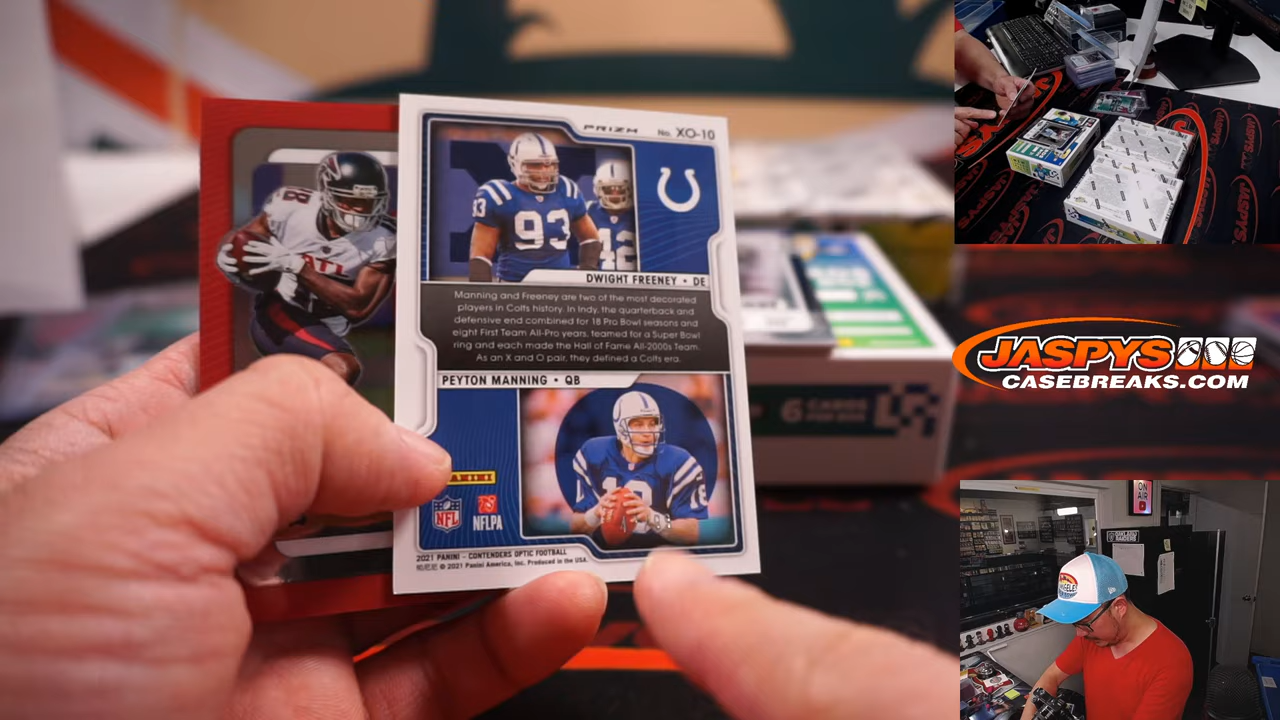 PRIZM No. XO-10
93
93
42
DWIGHT FREENEY • DE
Manning and Freeney are two of the most decorated
players in Colts history. In Indy, the quarterback and
defensive end combined for 18 Pro Bowl seasons and
eight First Team All-Pro years, teamed for a Super Bowl
ring and each made the Hall of Fame All-2000s Team.
As an X and O pair, they defined a Colts era.
PEYTON MANNING • QB
18
PANINI
NFL
NFLPA
2021 PANINI - CONTENDERS OPTIC FOOTBALL
© 2021 Panini America, Inc. Produced in the USA.
ATL
6 CARDS
JASPYS
CASEBREAKS.COM
ON
AIR